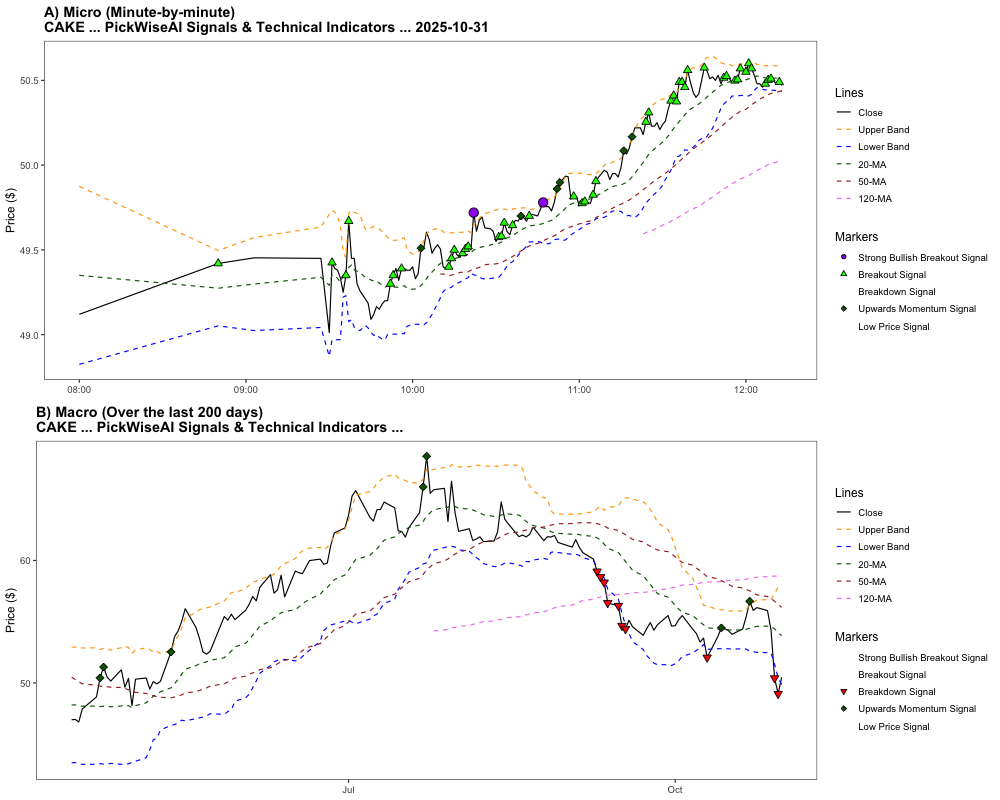 A) Micro (Minute-by-minute)
CAKE ... PickWiseAI Signals & Technical Indicators ... 2025-10-31
Price ($)
50.5
50.0
49.5
49.0
08:00
09:00
10:00
11:00
12:00
Lines
Close
Upper Band
Lower Band
20-MA
50-MA
120-MA
Markers
Strong Bullish Breakout Signal
Breakout Signal
Breakdown Signal
Upwards Momentum Signal
Low Price Signal
B) Macro (Over the last 200 days)
CAKE ... PickWiseAI Signals & Technical Indicators ...
Price ($)
60
50
Jul
Oct
Lines
Close
Upper Band
Lower Band
20-MA
50-MA
120-MA
Markers
Strong Bullish Breakout Signal
Breakout Signal
Breakdown Signal
Upwards Momentum Signal
Low Price Signal